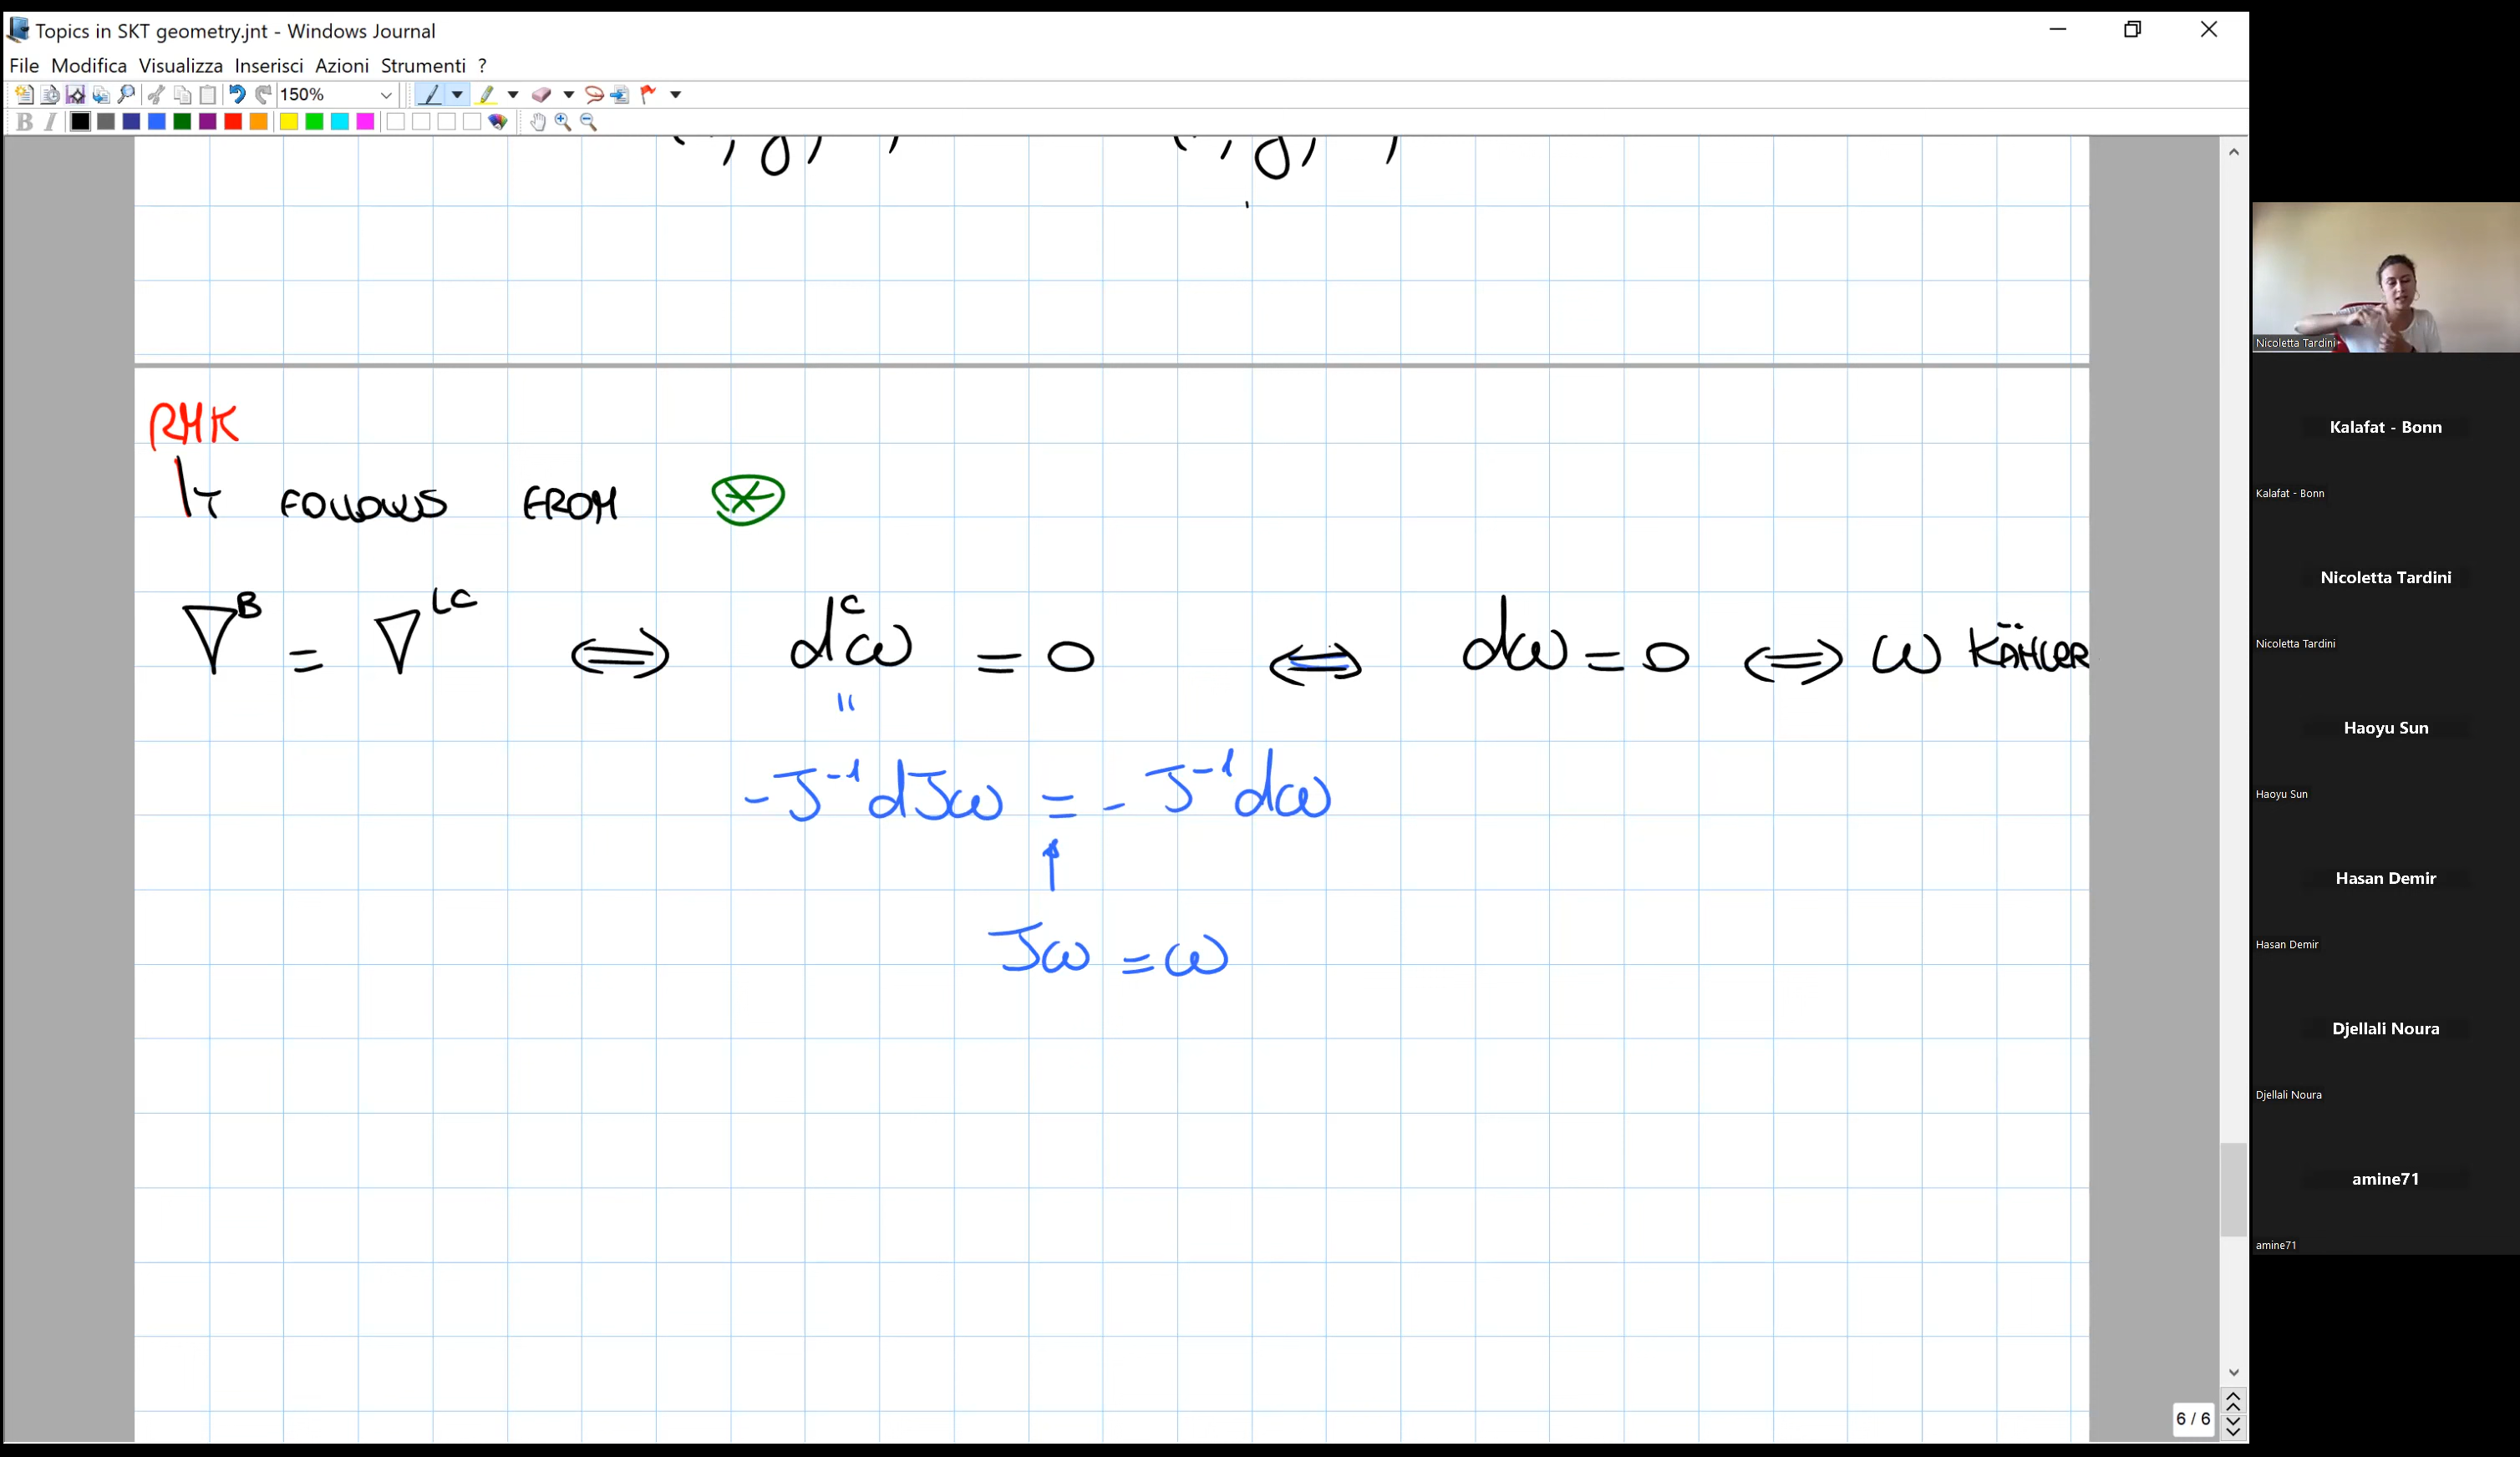 Topics in SKT geometry.jnt - Windows Journal
File Modifica Visualizza Inserisci Azioni Strumenti ?
150%
B I
RMK
IT FOLLOWS FROM ⊛
∇^B = ∇^LC ⟺ d^cω = 0 ⟺ dω = 0 ⟺ ω KÄHLER
"
-J^-1 dJω = - J^-1 dω
↑
Jω = ω
6 / 6
Nicoletta Tardini
Kalafat - Bonn
Kalafat - Bonn
Nicoletta Tardini
Nicoletta Tardini
Haoyu Sun
Haoyu Sun
Hasan Demir
Hasan Demir
Djellali Noura
Djellali Noura
amine71
amine71